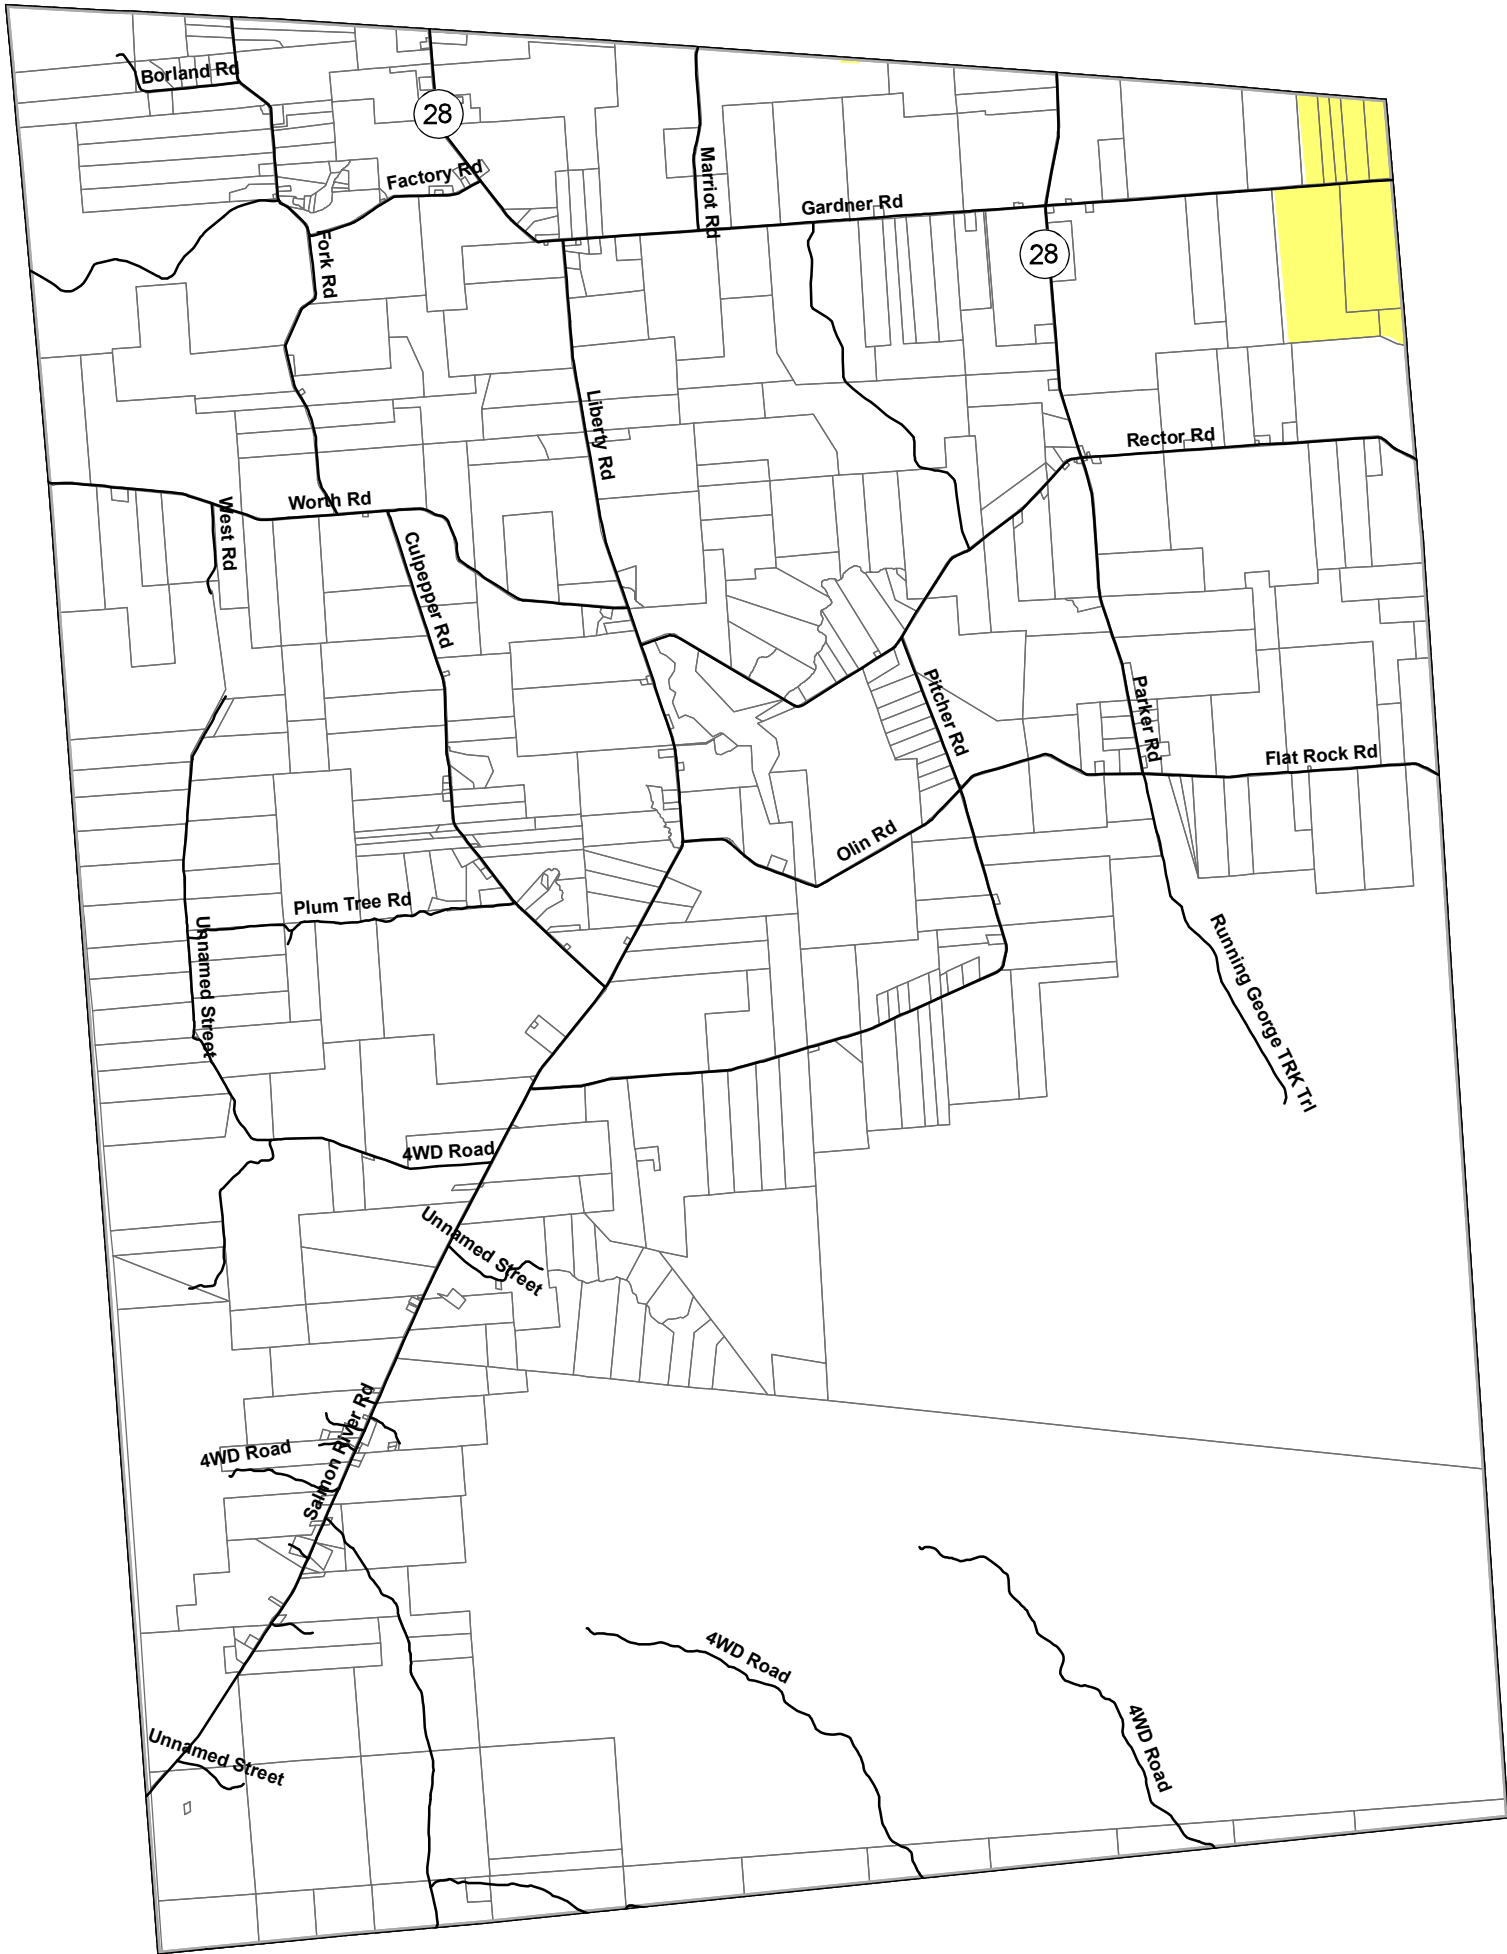 Borland Rd
28
Factory Rd
Marriot Rd
Gardner Rd
Fork Rd
28
Liberty Rd
Rector Rd
Worth Rd
West Rd
Culpepper Rd
Pitcher Rd
Parker Rd
Flat Rock Rd
Olin Rd
Plum Tree Rd
Unnamed Street
Running George TRK Trl
4WD Road
Unnamed Street
Salmon River Rd
4WD Road
4WD Road
4WD Road
Unnamed Street